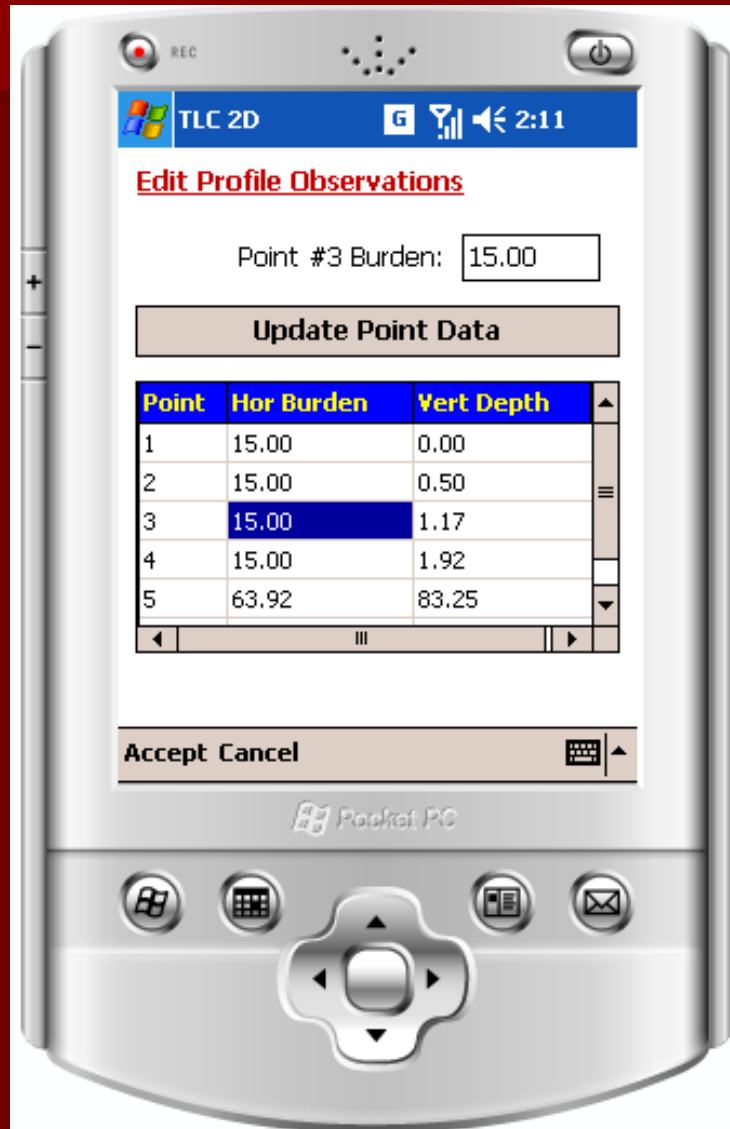 REC
TLC 2D G 2:11
Edit Profile Observations
Point #3 Burden: 15.00
Update Point Data
Point Hor Burden Vert Depth
1 15.00 0.00
2 15.00 0.50
3 15.00 1.17
4 15.00 1.92
5 63.92 83.25
Accept Cancel
Pocket PC